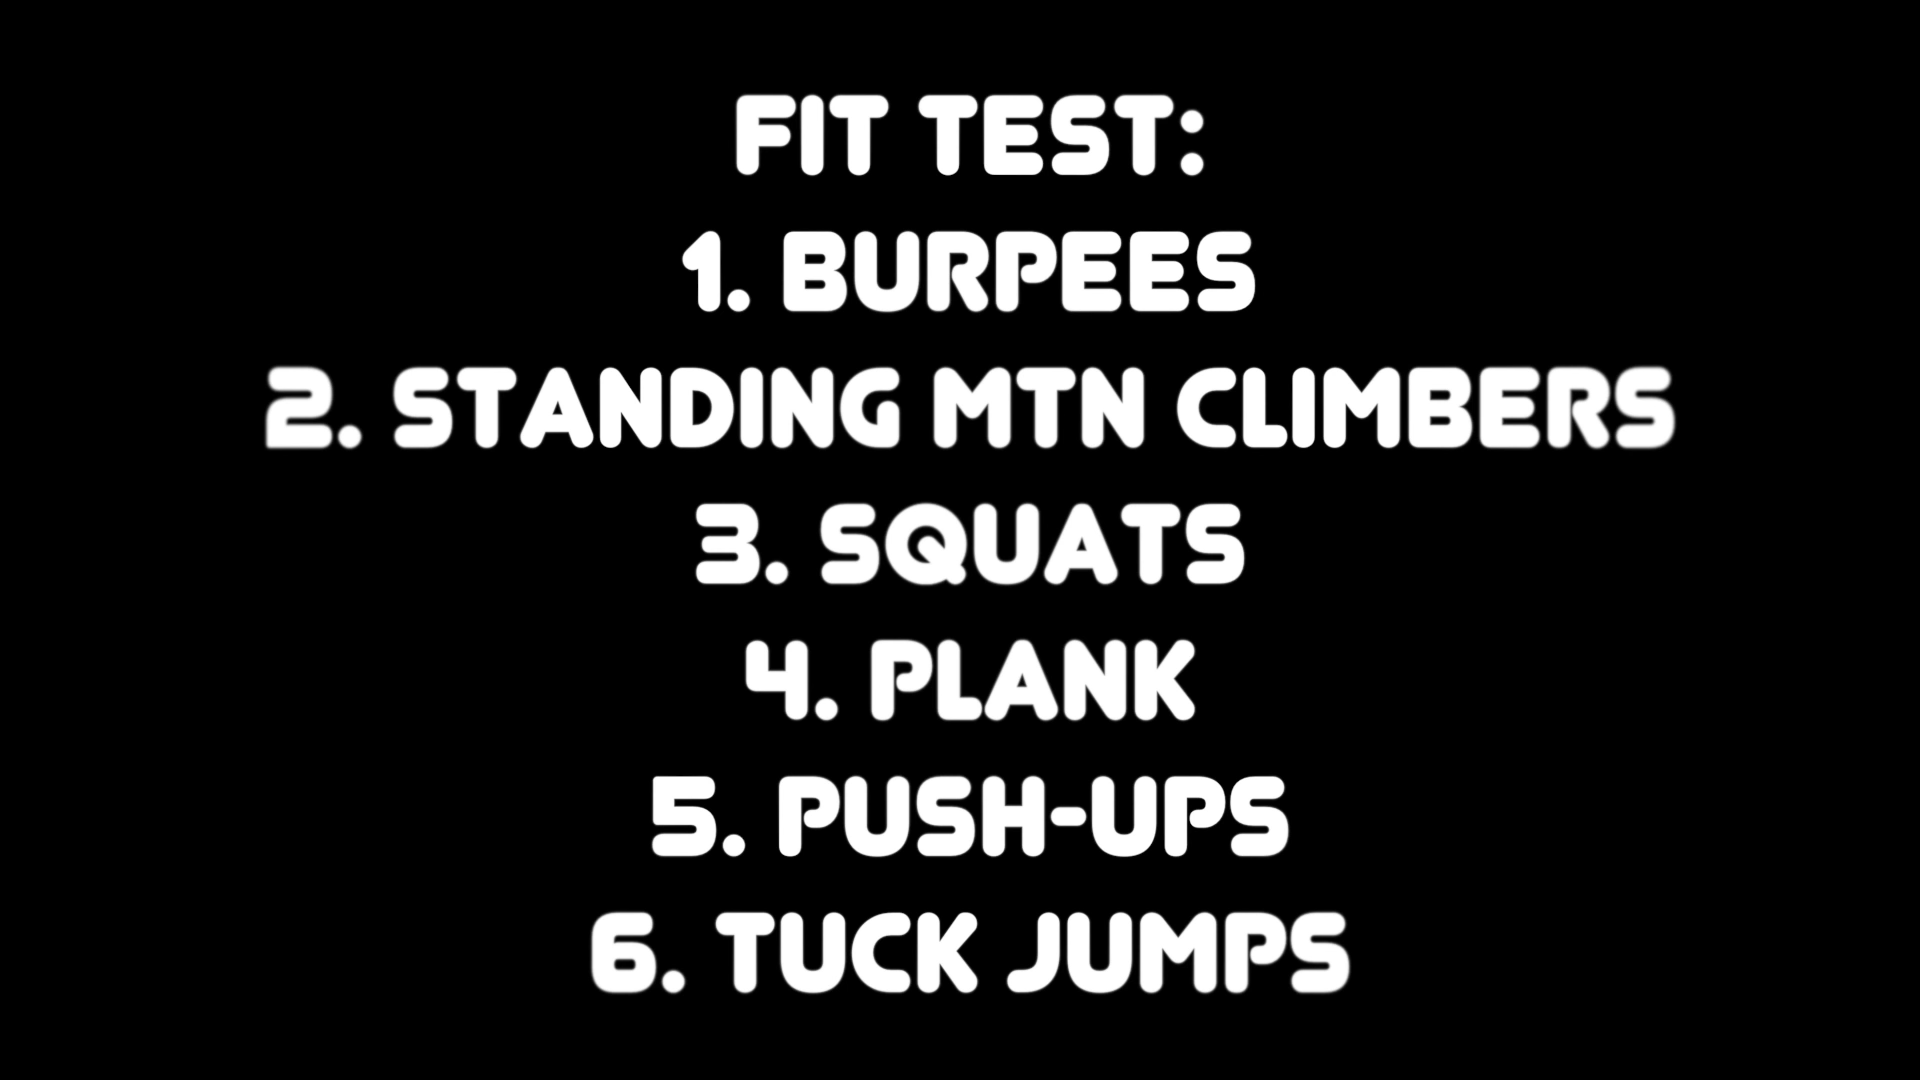 FIT TEST:
1. BURPEES
2. STANDING MTN CLIMBERS
3. SQUATS
4. PLANK
5. PUSH-UPS
6. TUCK JUMPS